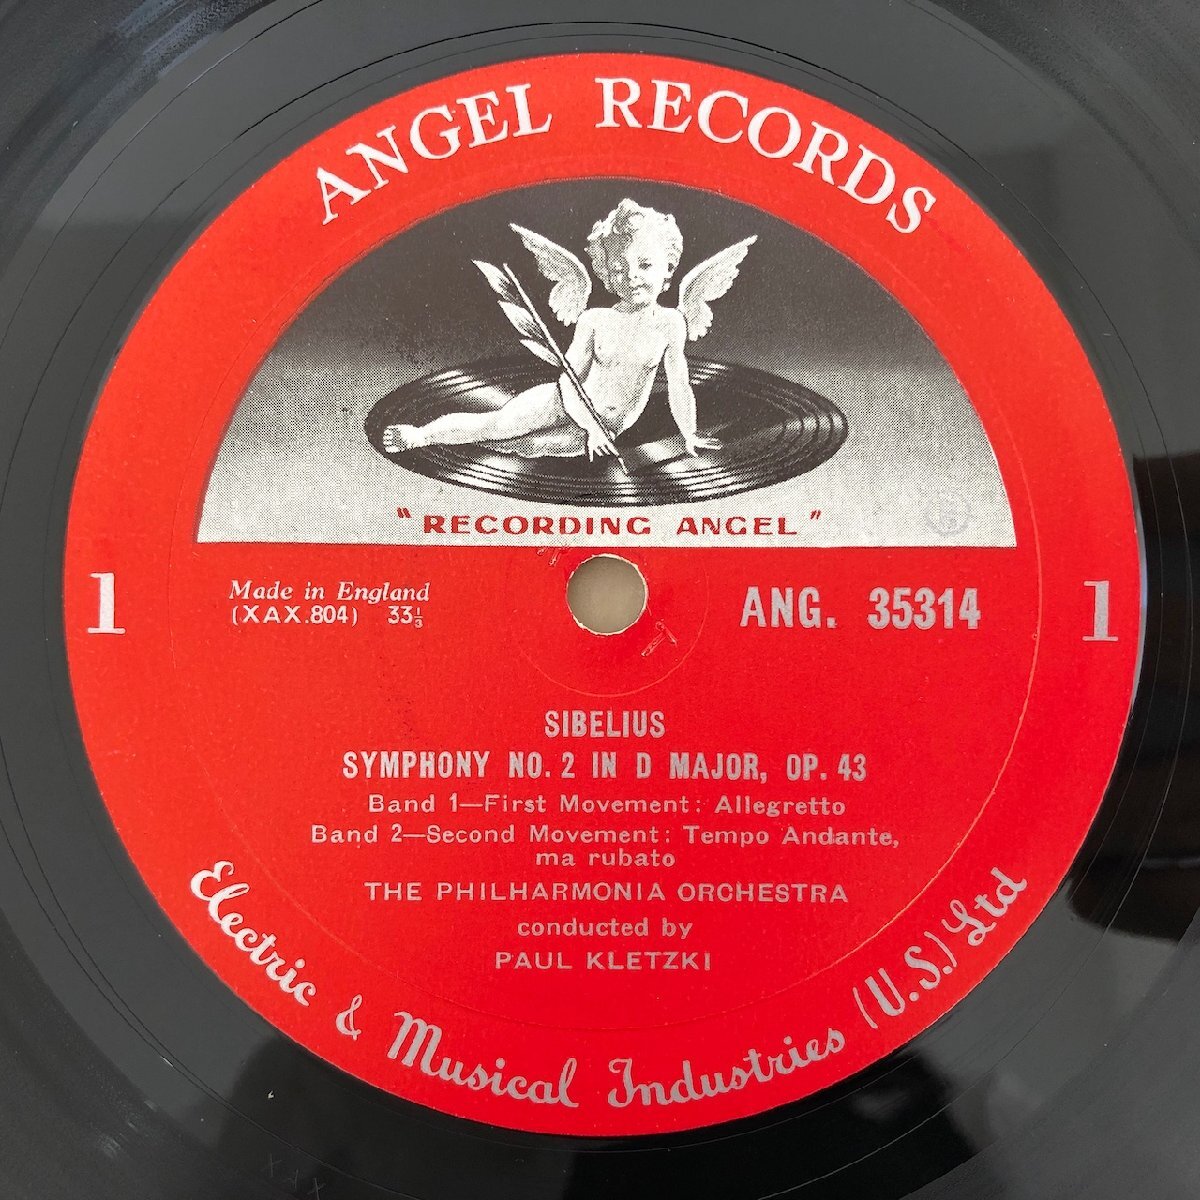 ANGEL RECORDS
"RECORDING ANGEL"
1
Made in England
(XAX.804) 33⅓
ANG. 35314
1
SIBELIUS
SYMPHONY NO. 2 IN D MAJOR, OP. 43
Band 1—First Movement: Allegretto
Band 2—Second Movement: Tempo Andante,
ma rubato
THE PHILHARMONIA ORCHESTRA
conducted by
PAUL KLETZKI
Electric & Musical Industries (U.S.) Ltd